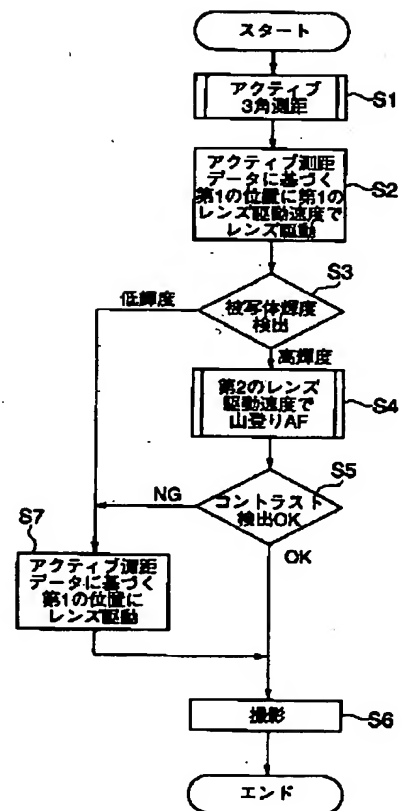 スタート
アクティブ
3角測距
S1
アクティブ測距
データに基づく
第1の位置に第1の
レンズ駆動速度で
レンズ駆動
S2
S3
低輝度
被写体輝度
検出
高輝度
第2のレンズ
駆動速度で
山登りAF
S4
S5
NG
コントラスト
検出OK
OK
S7
アクティブ測距
データに基づく
第1の位置に
レンズ駆動
撮影
S6
エンド